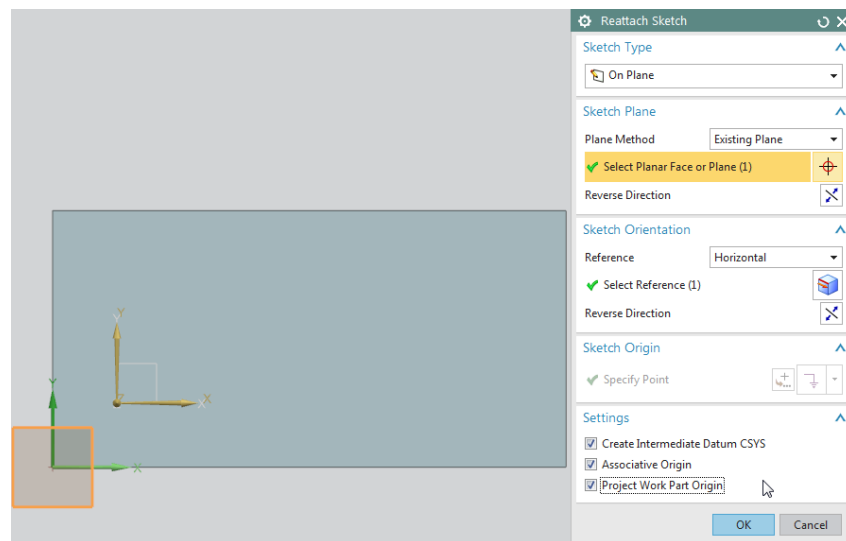 Reattach Sketch
Sketch Type
On Plane
Sketch Plane
Plane Method Existing Plane
Select Planar Face or Plane (1)
Reverse Direction
Sketch Orientation
Reference Horizontal
Select Reference (1)
Reverse Direction
Sketch Origin
Specify Point
Settings
Create Intermediate Datum CSYS
Associative Origin
Project Work Part Origin
OK Cancel
Y
X
Z
Y
X